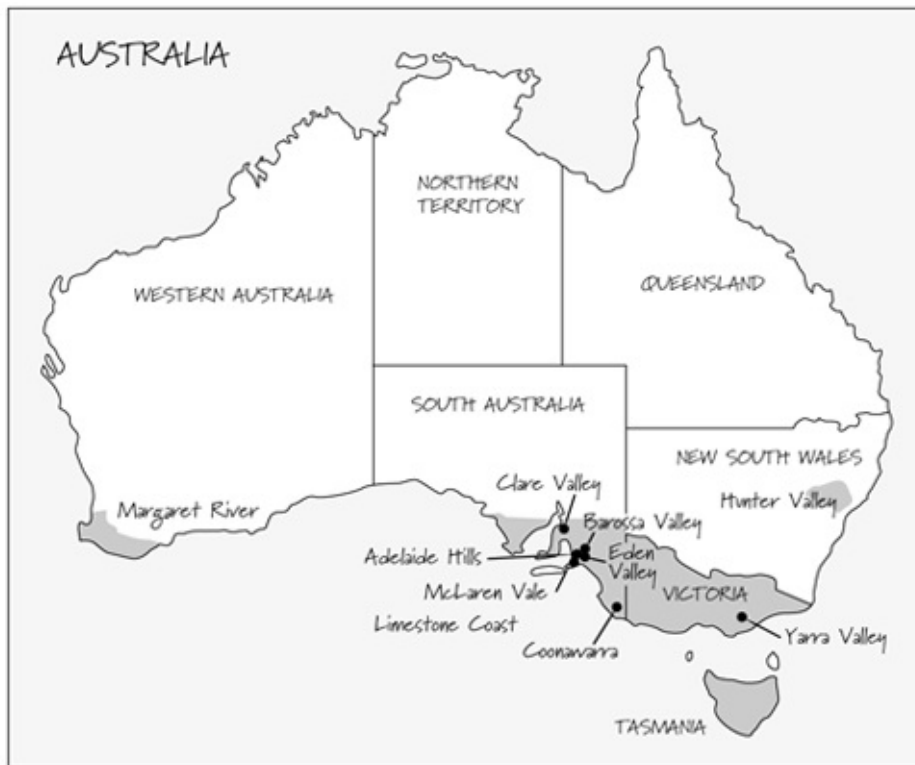 AUSTRALIA
NORTHERN
TERRITORY
WESTERN AUSTRALIA
QUEENSLAND
SOUTH AUSTRALIA
NEW SOUTH WALES
Clare Valley
Hunter Valley
Margaret River
Barossa Valley
Adelaide Hills
Eden
Valley
McLaren Vale
VICTORIA
Limestone Coast
Coonawarra
Yarra Valley
TASMANIA